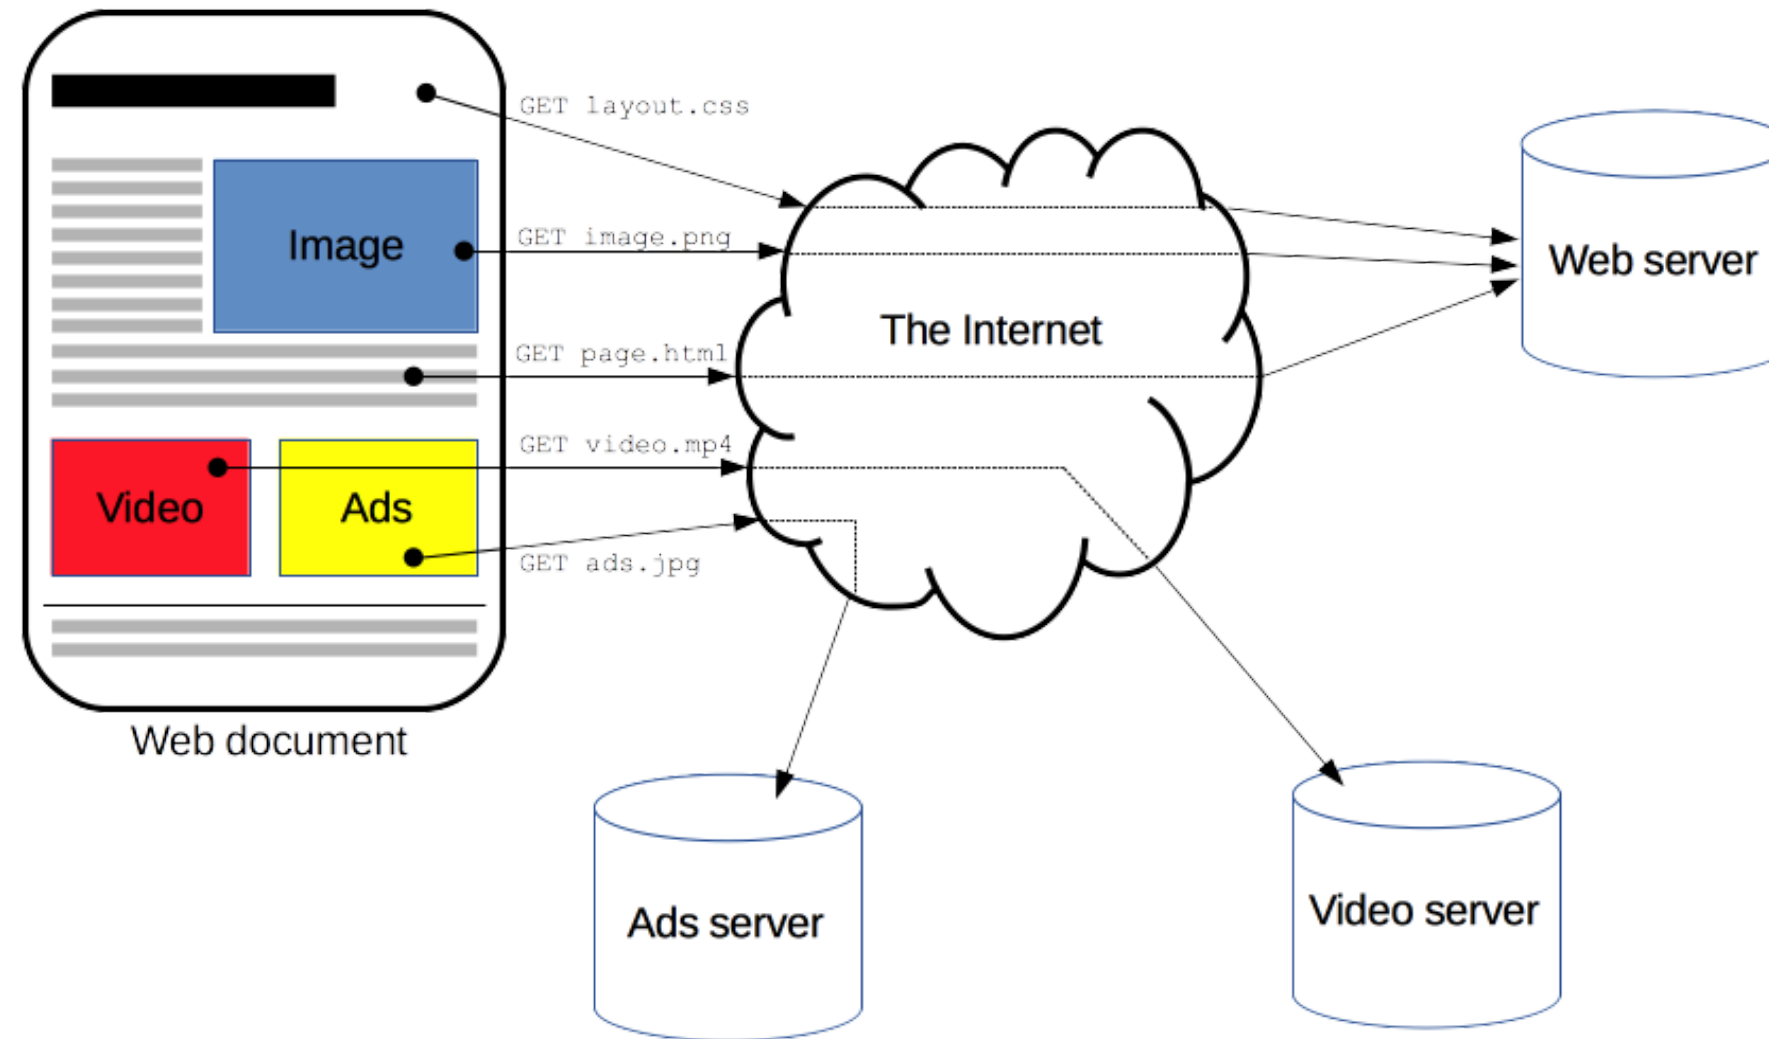 GET layout.css
Image
GET image.png
The Internet
Web server
GET page.html
GET video.mp4
Video
Ads
GET ads.jpg
Web document
Ads server
Video server